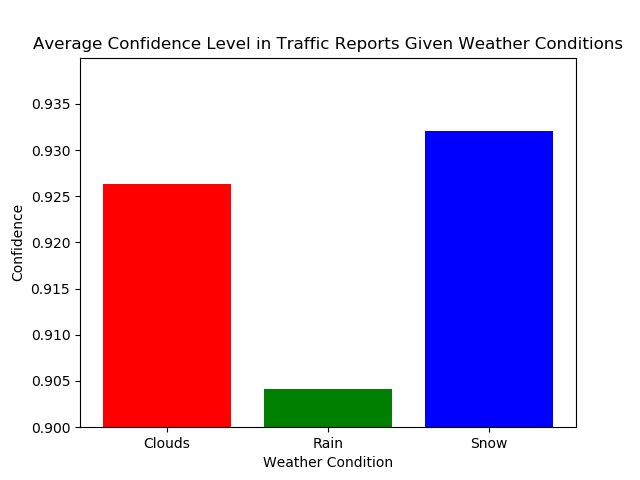 Average Confidence Level in Traffic Reports Given Weather Conditions
0.935
0.930
0.925
0.920
0.915
0.910
0.905
0.900
Confidence
Clouds Rain Snow
Weather Condition